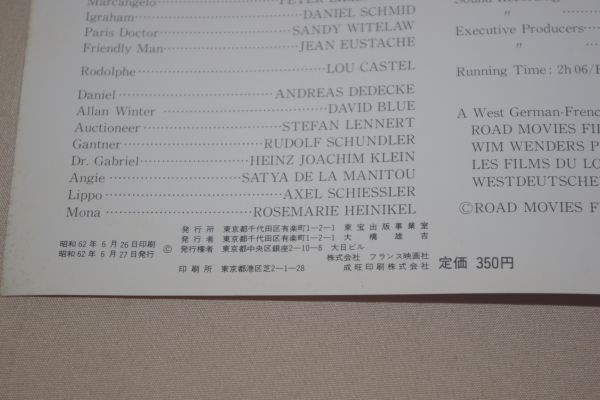 Marcangelo
Igraham DANIEL SCHMID
Paris Doctor SANDY WITELAW
Friendly Man JEAN EUSTACHE
Rodolphe LOU CASTEL
Daniel ANDREAS DEDECKE
Allan Winter DAVID BLUE
Auctioneer STEFAN LENNERT
Gantner RUDOLF SCHUNDLER
Dr. Gabriel HEINZ JOACHIM KLEIN
Angie SATYA DE LA MANITOU
Lippo AXEL SCHIESSLER
Mona ROSEMARIE HEINIKEL
Executive Producers
〃
Running Time: 2h 06/
A West German-Fren
ROAD MOVIES FI
WIM WENDERS P
LES FILMS DU LO
WESTDEUTSCHE
©ROAD MOVIES F
昭和62年6月26日印刷
昭和62年6月27日発行
©
発行所 東京都千代田区有楽町1-2-1 東宝出版事業室
発行者 東京都千代田区有楽町1-2-1 大橋雄吉
発行権者 東京都中央区銀座2-10-8 大日ビル
株式会社 フランス映画社
印刷所 東京都港区芝2-1-28 成旺印刷株式会社
定価 350円